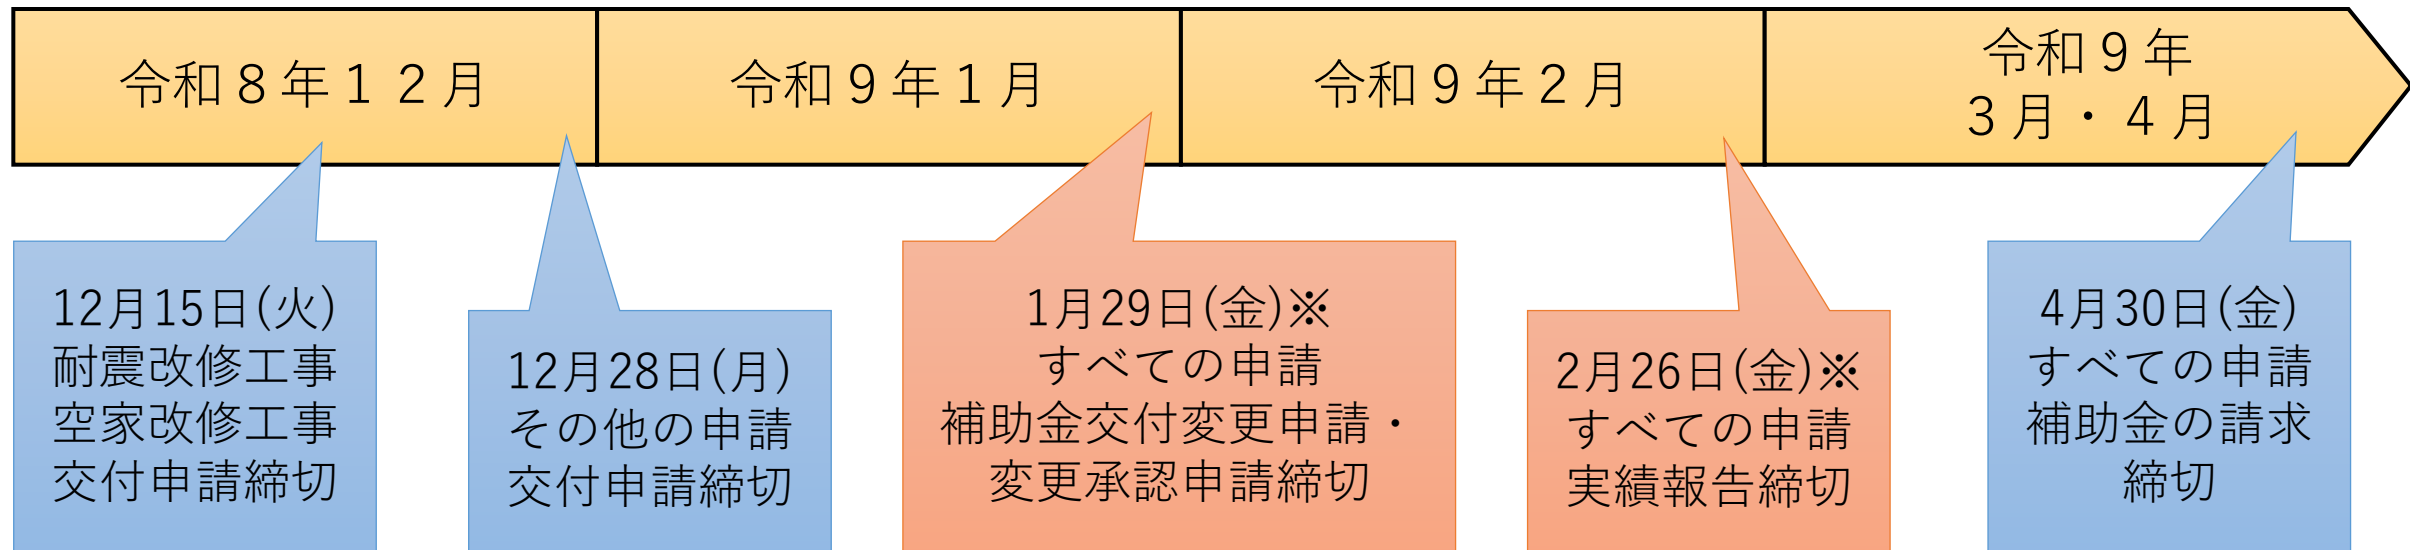 令和8年12月
令和9年1月
令和9年2月
令和9年
3月・4月
12月15日(火)
耐震改修工事
空家改修工事
交付申請締切
12月28日(月)
その他の申請
交付申請締切
1月29日(金)※
すべての申請
補助金交付変更申請・
変更承認申請締切
2月26日(金)※
すべての申請
実績報告締切
4月30日(金)
すべての申請
補助金の請求
締切